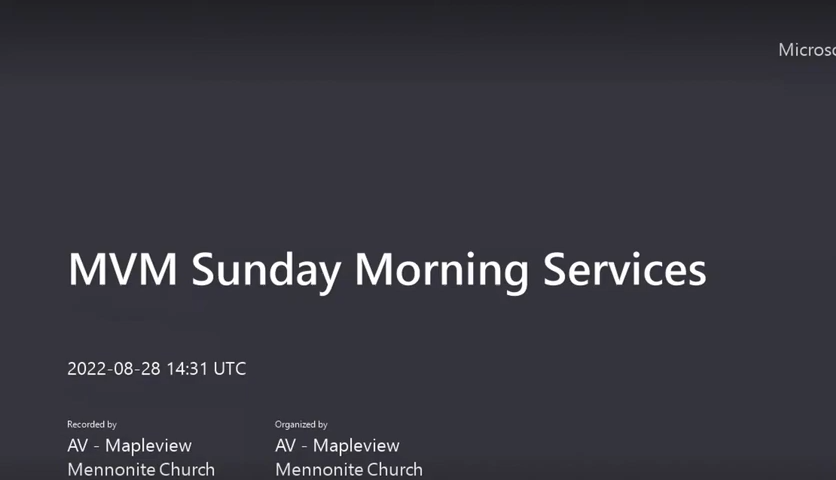 MVM Sunday Morning Services
2022-08-28 14:31 UTC
Recorded by
Organized by
AV - Mapleview
Mennonite Church
AV - Mapleview
Mennonite Church